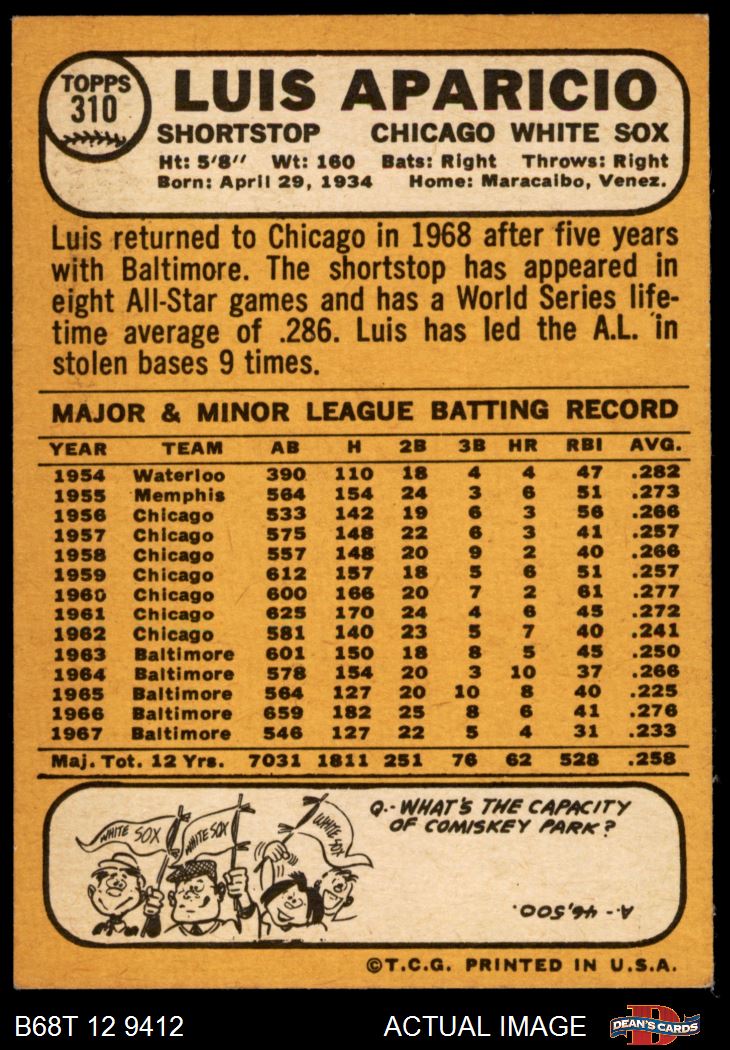 TOPPS
310
LUIS APARICIO
SHORTSTOP CHICAGO WHITE SOX
Ht: 5'8" Wt: 160 Bats: Right Throws: Right
Born: April 29, 1934 Home: Maracaibo, Venez.
Luis returned to Chicago in 1968 after five years
with Baltimore. The shortstop has appeared in
eight All-Star games and has a World Series life-
time average of .286. Luis has led the A.L. in
stolen bases 9 times.
MAJOR & MINOR LEAGUE BATTING RECORD
YEAR TEAM AB H 2B 3B HR RBI AVG.
1954 Waterloo 390 110 18 4 4 47 .282
1955 Memphis 564 154 24 3 6 51 .273
1956 Chicago 533 142 19 6 3 56 .266
1957 Chicago 575 148 22 6 3 41 .257
1958 Chicago 557 148 20 9 2 40 .266
1959 Chicago 612 157 18 5 6 51 .257
1960 Chicago 600 166 20 7 2 61 .277
1961 Chicago 625 170 24 4 6 45 .272
1962 Chicago 581 140 23 5 7 40 .241
1963 Baltimore 601 150 18 8 5 45 .250
1964 Baltimore 578 154 20 3 10 37 .266
1965 Baltimore 564 127 20 10 8 40 .225
1966 Baltimore 659 182 25 8 6 41 .276
1967 Baltimore 546 127 22 5 4 31 .233
Maj. Tot. 12 Yrs. 7031 1811 251 76 62 528 .258
WHITE SOX
WHITE SOX
WHITE SOX
Q.- WHAT'S THE CAPACITY
OF COMISKEY PARK?
A.- 46,500.
©T.C.G. PRINTED IN U.S.A.
B68T 12 9412 ACTUAL IMAGE
D
DEAN'S CARDS